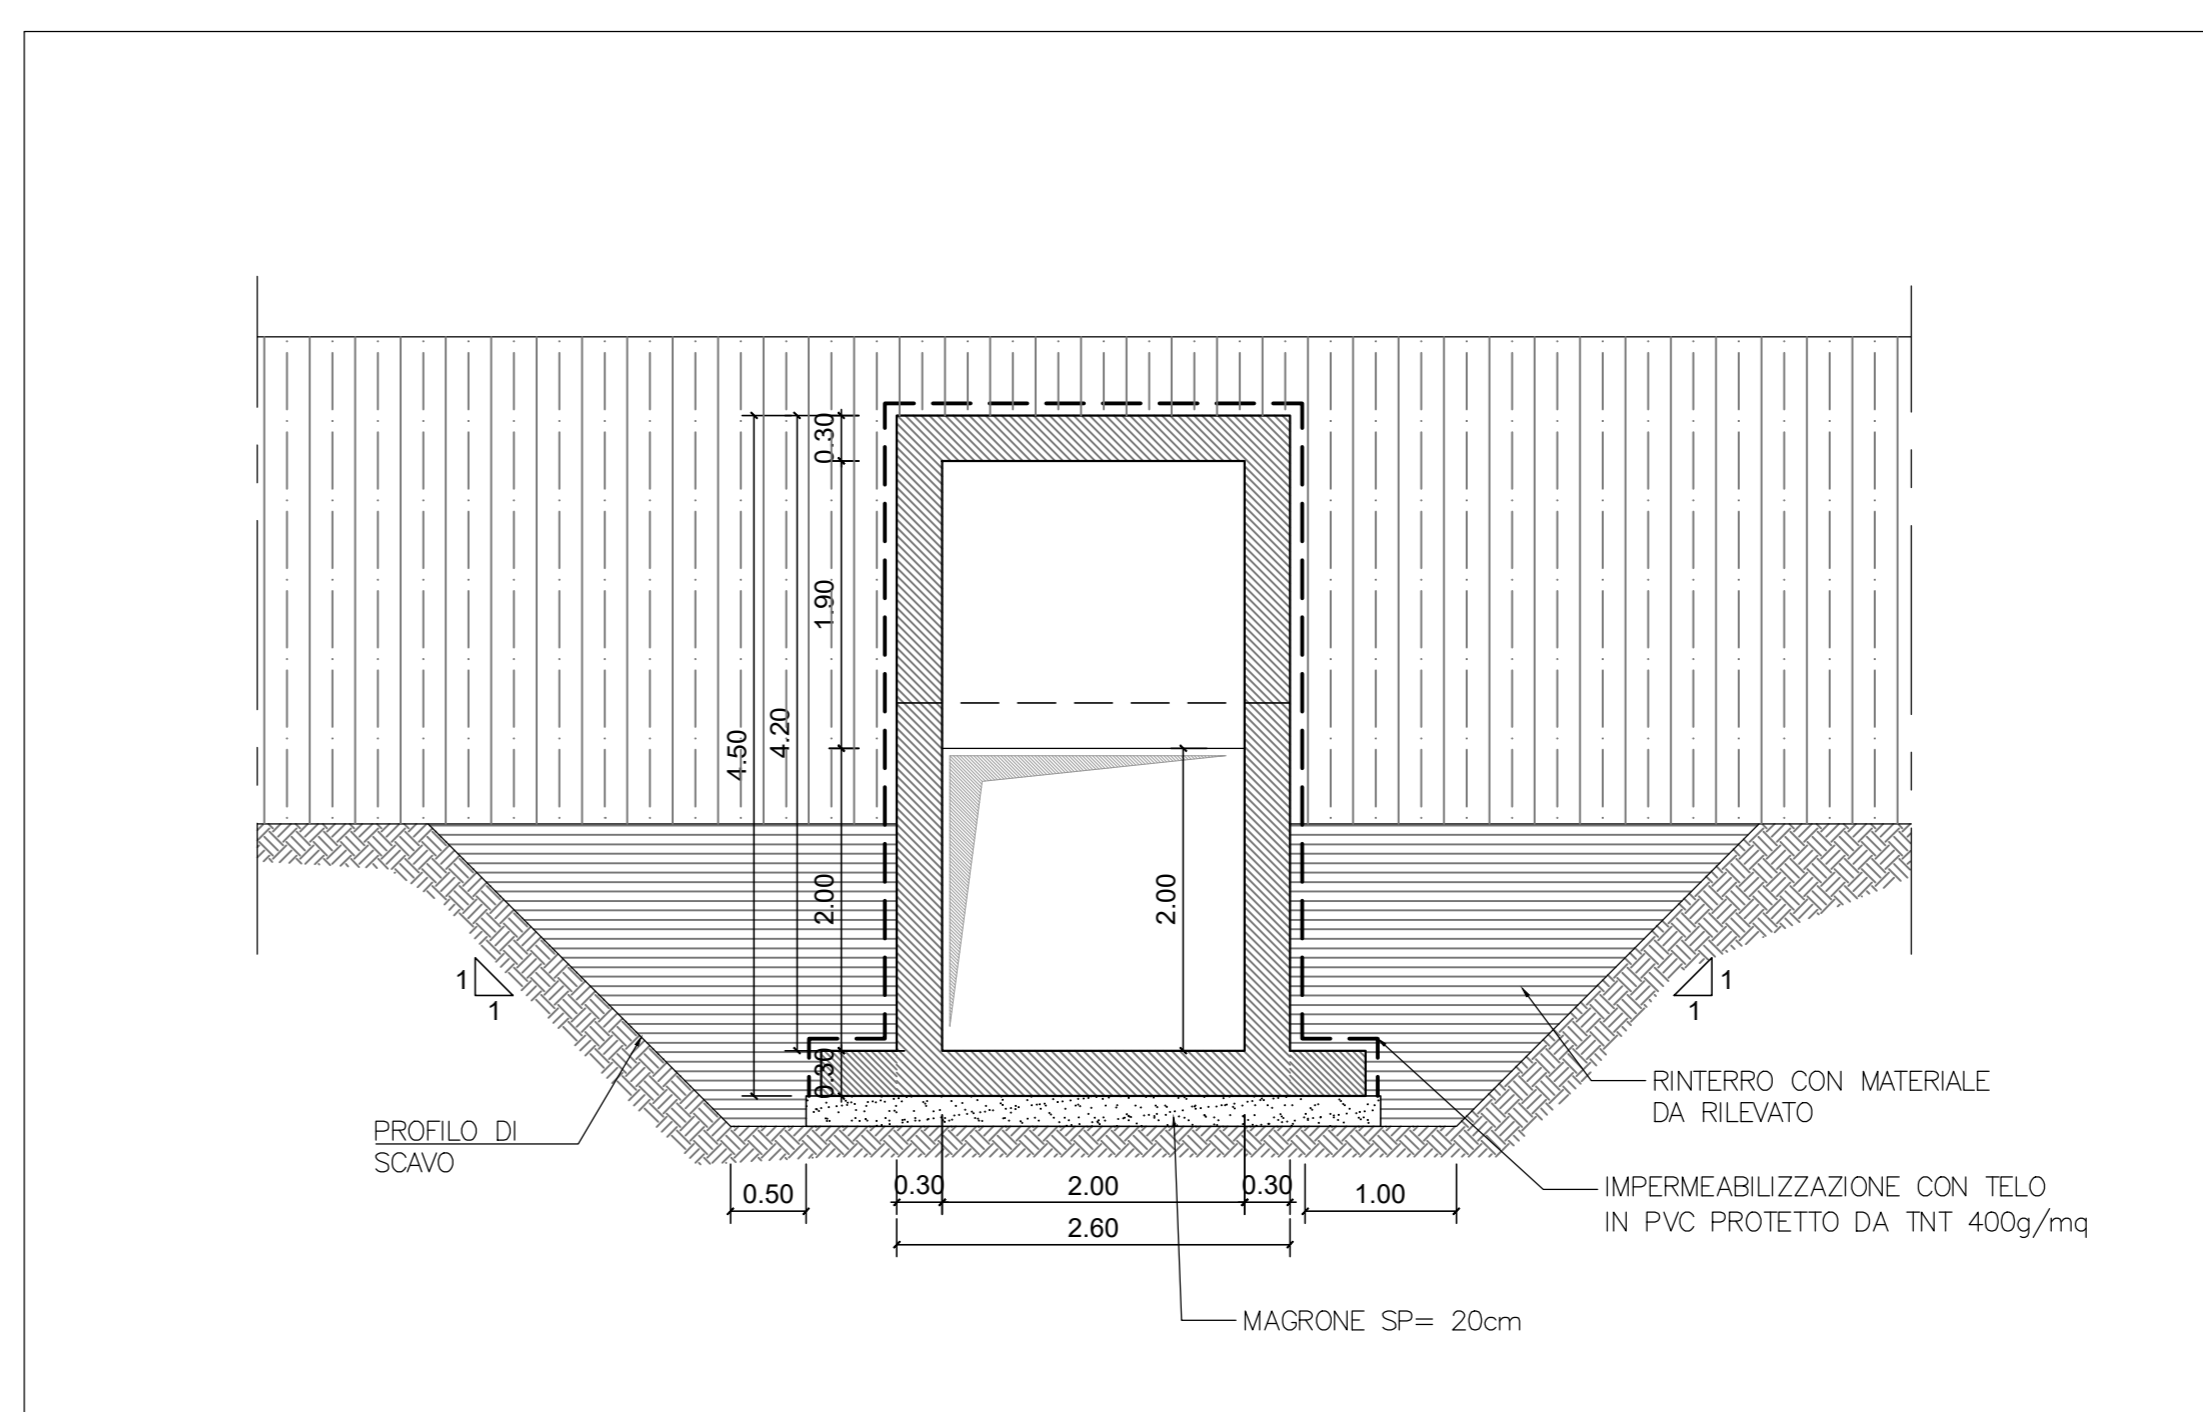 0.30
1.90
4.50
4.20
2.00
2.00
0.30
1
1
1
1
PROFILO DI
SCAVO
RINTERRO CON MATERIALE
DA RILEVATO
IMPERMEABILIZZAZIONE CON TELO
IN PVC PROTETTO DA TNT 400g/mq
0.50
0.30
2.00
0.30
1.00
2.60
MAGRONE SP= 20cm